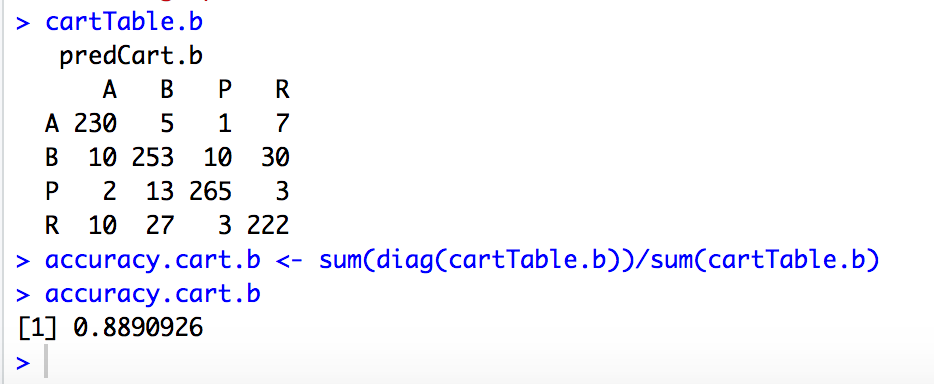 > cartTable.b
predCart.b
A B P R
A 230 5 1 7
B 10 253 10 30
P 2 13 265 3
R 10 27 3 222
> accuracy.cart.b <- sum(diag(cartTable.b))/sum(cartTable.b)
> accuracy.cart.b
[1] 0.8890926
>